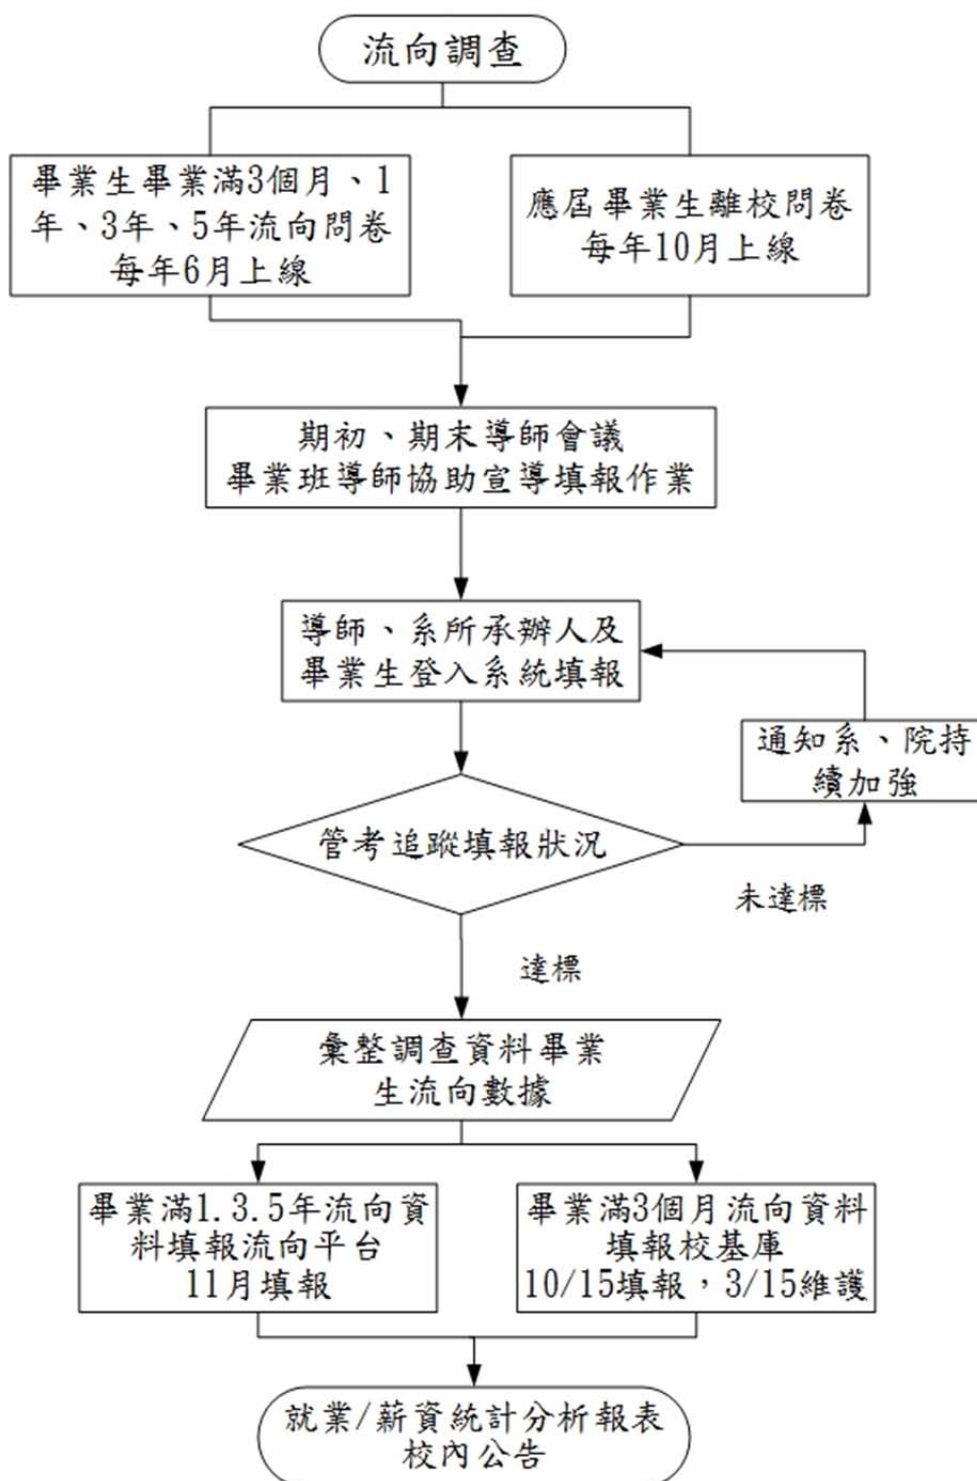 流向調查
畢業生畢業滿3個月、1
年、3年、5年流向問卷
每年6月上線
應屆畢業生離校問卷
每年10月上線
期初、期末導師會議
畢業班導師協助宣導填報作業
導師、系所承辦人及
畢業生登入系統填報
通知系、院持
續加強
管考追蹤填報狀況
未達標
達標
彙整調查資料畢業
生流向數據
畢業滿1.3.5年流向資
料填報流向平台
11月填報
畢業滿3個月流向資料
填報校基庫
10/15填報，3/15維護
就業/薪資統計分析報表
校內公告